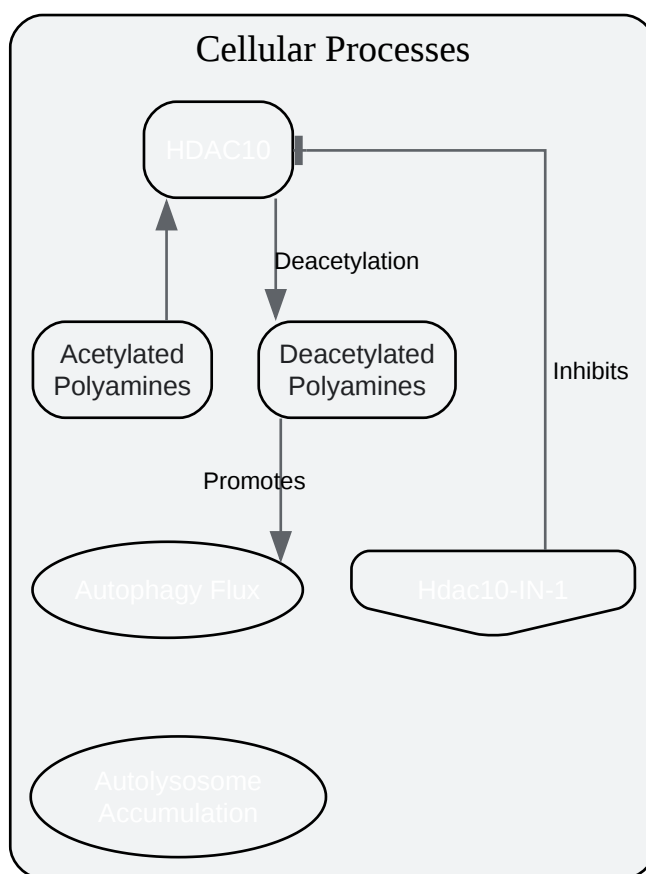 Cellular Processes
HDAC10
Deacetylation
Acetylated
Polyamines
Deacetylated
Polyamines
Inhibits
Promotes
Autophagy Flux
Hdac10-IN-1
Autolysosome
Accumulation